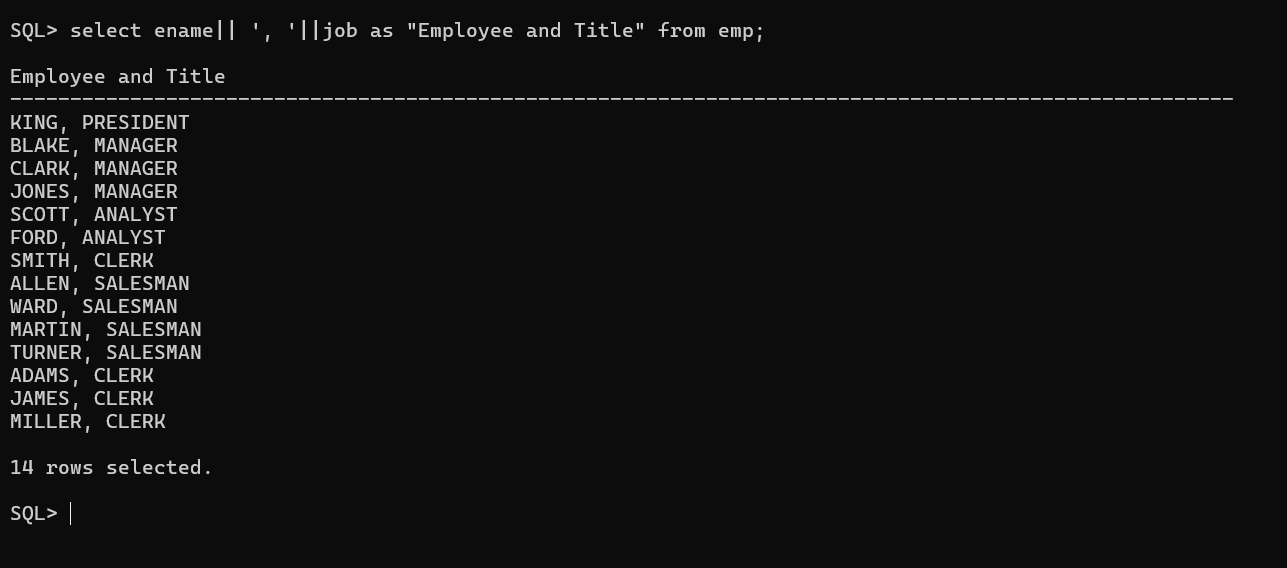 SQL> select ename|| ', '||job as "Employee and Title" from emp;
Employee and Title
------------------------------------------------------------------------------------------------------
KING, PRESIDENT
BLAKE, MANAGER
CLARK, MANAGER
JONES, MANAGER
SCOTT, ANALYST
FORD, ANALYST
SMITH, CLERK
ALLEN, SALESMAN
WARD, SALESMAN
MARTIN, SALESMAN
TURNER, SALESMAN
ADAMS, CLERK
JAMES, CLERK
MILLER, CLERK
14 rows selected.
SQL>